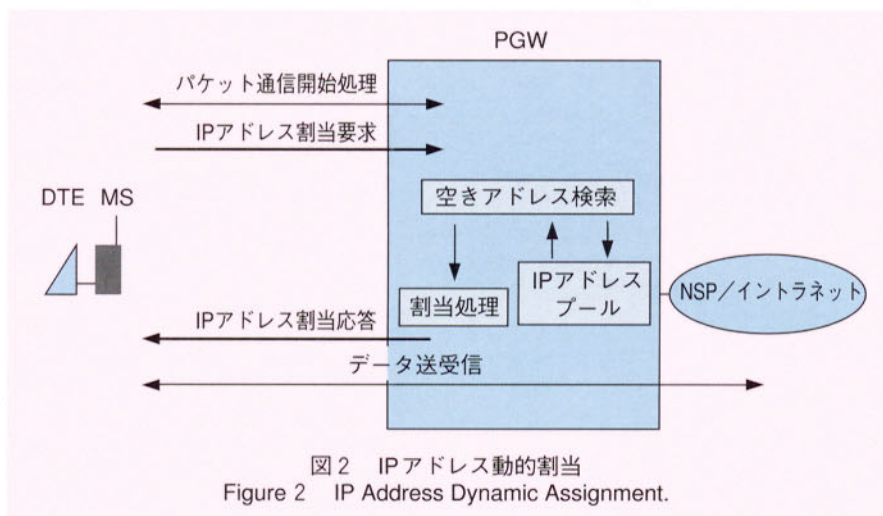 PGW
パケット通信開始処理
IPアドレス割当要求
DTE MS
空きアドレス検索
割当処理
IPアドレス
プール
NSP／イントラネット
IPアドレス割当応答
データ送受信
図2 IPアドレス動的割当
Figure 2 IP Address Dynamic Assignment.